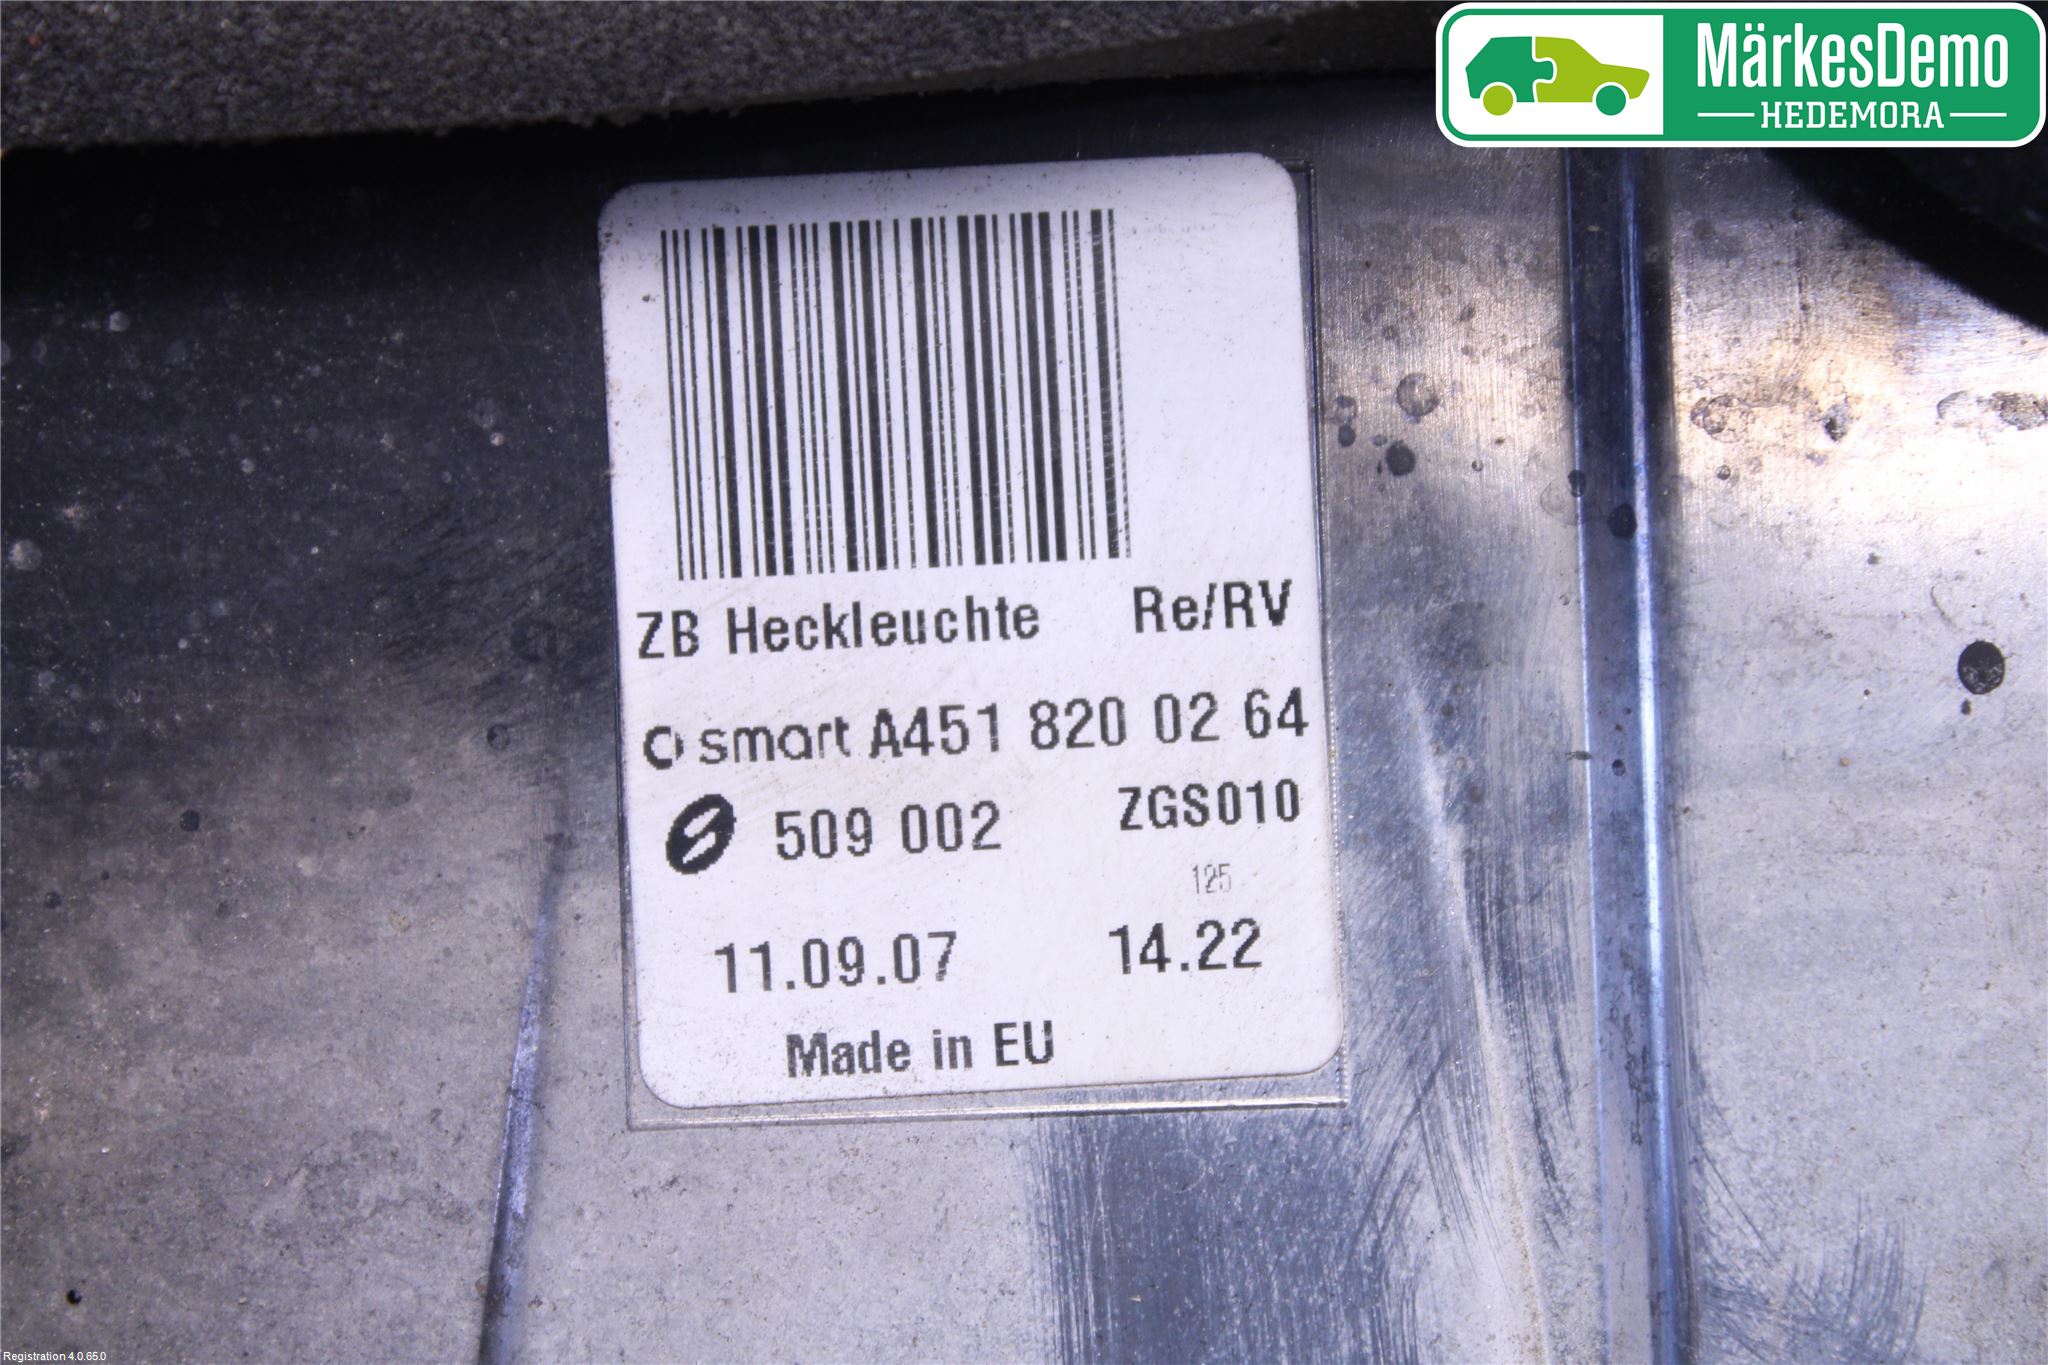 MärkesDemo
HEDEMORA
ZB Heckleuchte Re/RV
smart A451 820 02 64
509 002 ZGS010
125
11.09.07 14.22
Made in EU
Registration 4.0.65.0